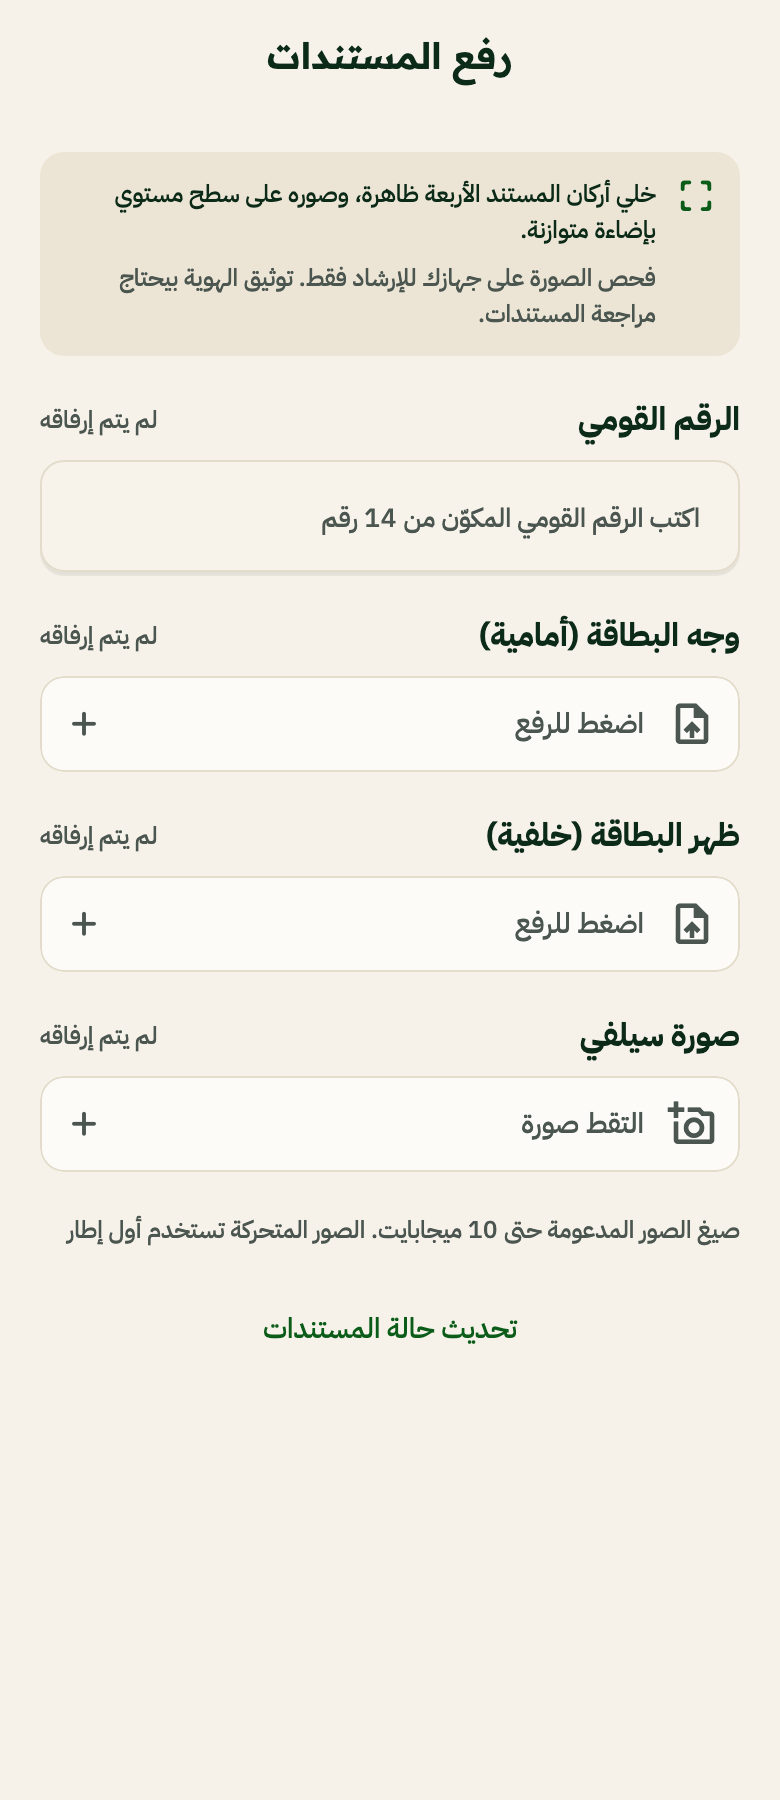 رفع المستندات
خلي أركان المستند الأربعة ظاهرة، وصوره على سطح مستوي
بإضاءة متوازنة.
فحص الصورة على جهازك للإرشاد فقط. توثيق الهوية بيحتاج
مراجعة المستندات.
الرقم القومي
لم يتم إرفاقه
اكتب الرقم القومي المكوّن من 14 رقم
وجه البطاقة (أمامية)
لم يتم إرفاقه
اضغط للرفع
ظهر البطاقة (خلفية)
لم يتم إرفاقه
اضغط للرفع
صورة سيلفي
لم يتم إرفاقه
التقط صورة
صيغ الصور المدعومة حتى 10 ميجابايت. الصور المتحركة تستخدم أول إطار
تحديث حالة المستندات